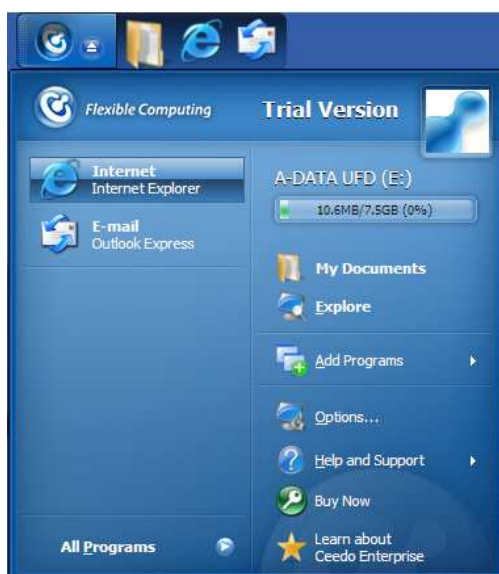 Flexible Computing
Trial Version
Internet
Internet Explorer
E-mail
Outlook Express
All Programs
A-DATA UFD (E:)
10.6MB/7.5GB (0%)
My Documents
Explore
Add Programs
Options...
Help and Support
Buy Now
Learn about
Ceedo Enterprise